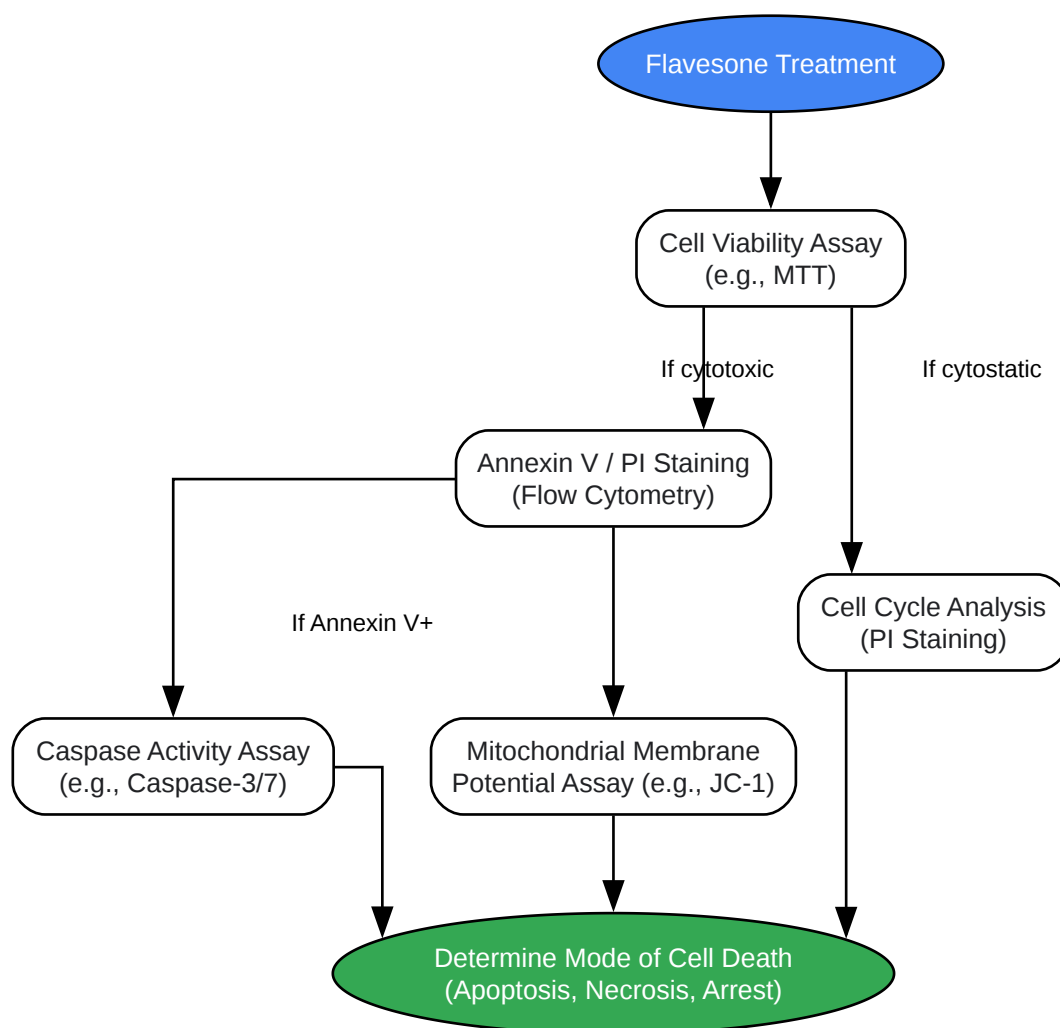 Flavesone Treatment
Cell Viability Assay
(e.g., MTT)
If cytotoxic
If cytostatic
Annexin V / PI Staining
(Flow Cytometry)
If Annexin V+
Cell Cycle Analysis
(PI Staining)
Caspase Activity Assay
(e.g., Caspase-3/7)
Mitochondrial Membrane
Potential Assay (e.g., JC-1)
Determine Mode of Cell Death
(Apoptosis, Necrosis, Arrest)